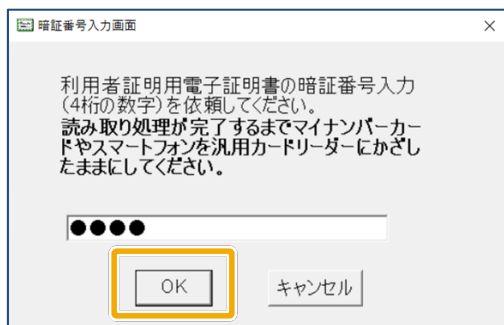 暗証番号入力画面
利用者証明用電子証明書の暗証番号入力
(4桁の数字)を依頼してください。
読み取り処理が完了するまでマイナンバーカー
ドやスマートフォンを汎用カードリーダーにかざし
たままにしてください。
●●●●
OK
キャンセル